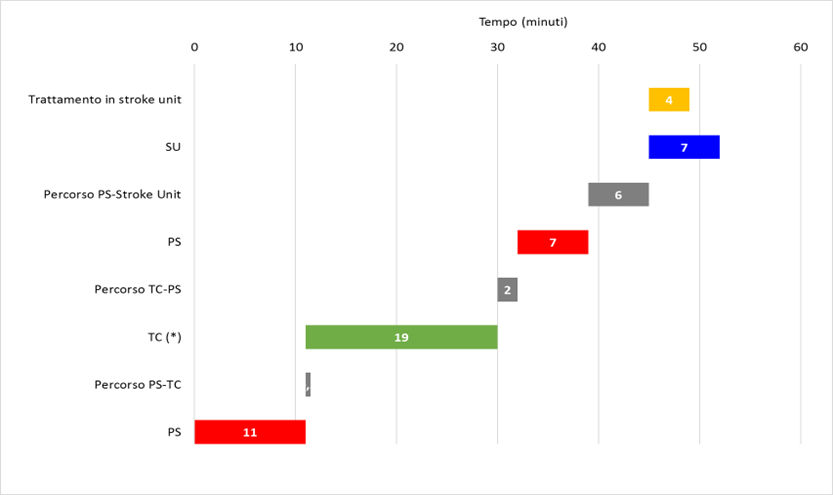 Tempo (minuti)
0 10 20 30 40 50 60
Trattamento in stroke unit 4
SU 7
Percorso PS-Stroke Unit 6
PS 7
Percorso TC-PS 2
TC (*) 19
Percorso PS-TC
PS 11